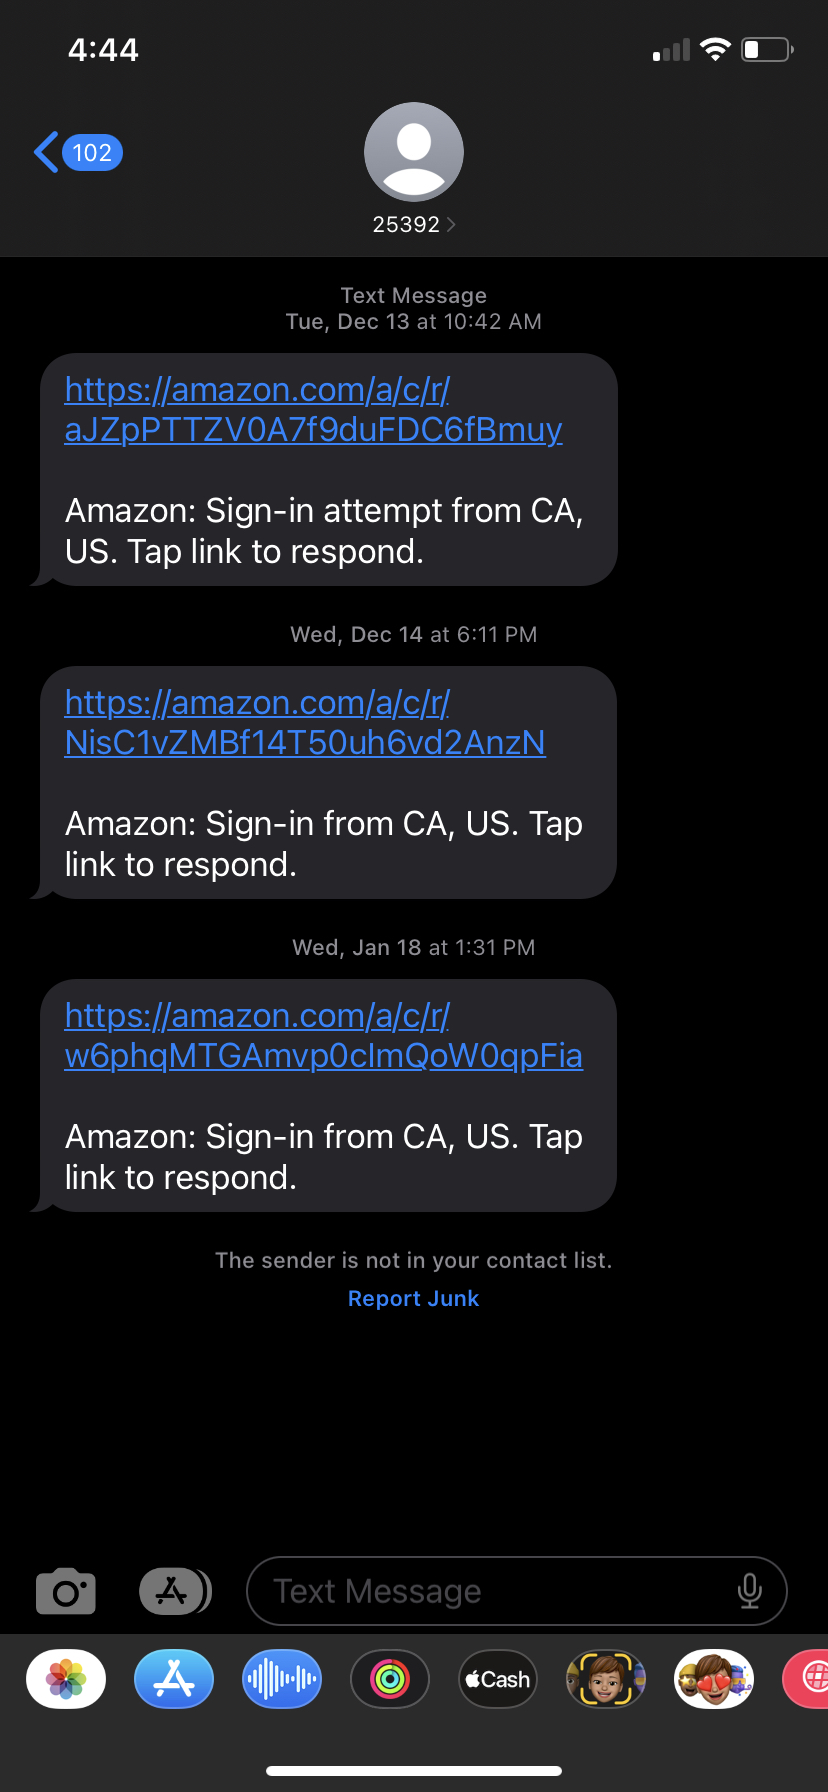 4:44
102
25392
Text Message
Tue, Dec 13 at 10:42 AM
https://amazon.com/a/c/r/
aJZpPTTZV0A7f9duFDC6fBmuy
Amazon: Sign-in attempt from CA,
US. Tap link to respond.
Wed, Dec 14 at 6:11 PM
https://amazon.com/a/c/r/
NisC1vZMBf14T50uh6vd2AnzN
Amazon: Sign-in from CA, US. Tap
link to respond.
Wed, Jan 18 at 1:31 PM
https://amazon.com/a/c/r/
w6phqMTGAmvp0cImQoW0qpFia
Amazon: Sign-in from CA, US. Tap
link to respond.
The sender is not in your contact list.
Report Junk
Text Message
Cash